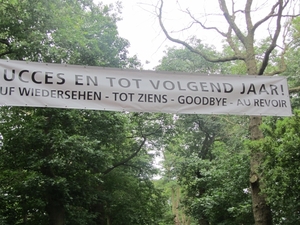 UCCES EN TOT VOLGEND JAAR!
UF WIEDERSEHEN - TOT ZIENS - GOODBYE - AU REVOIR